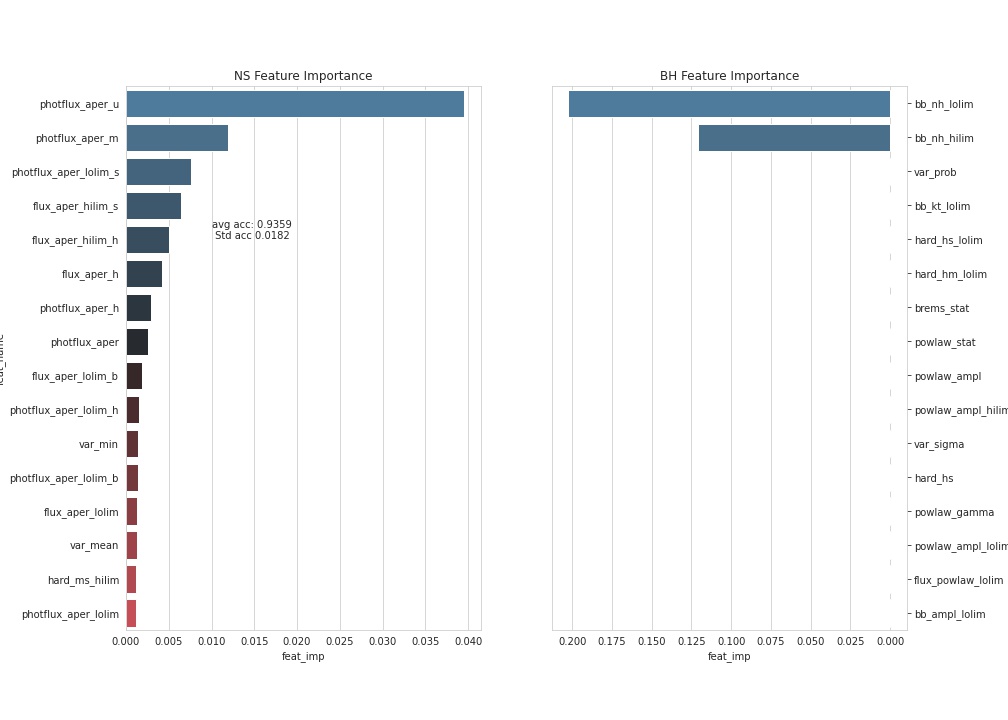 NS Feature Importance
photflux_aper_u
photflux_aper_m
photflux_aper_lolim_s
flux_aper_hilim_s
flux_aper_hilim_h
flux_aper_h
photflux_aper_h
photflux_aper
flux_aper_lolim_b
photflux_aper_lolim_h
var_min
photflux_aper_lolim_b
flux_aper_lolim
var_mean
hard_ms_hilim
photflux_aper_lolim
avg acc: 0.9359
Std acc 0.0182
0.000 0.005 0.010 0.015 0.020 0.025 0.030 0.035 0.040
feat_imp
BH Feature Importance
bb_nh_lolim
bb_nh_hilim
var_prob
bb_kt_lolim
hard_hs_lolim
hard_hm_lolim
brems_stat
powlaw_stat
powlaw_ampl
powlaw_ampl_hilim
var_sigma
hard_hs
powlaw_gamma
powlaw_ampl_lolim
flux_powlaw_lolim
bb_ampl_lolim
0.200 0.175 0.150 0.125 0.100 0.075 0.050 0.025 0.000
feat_imp